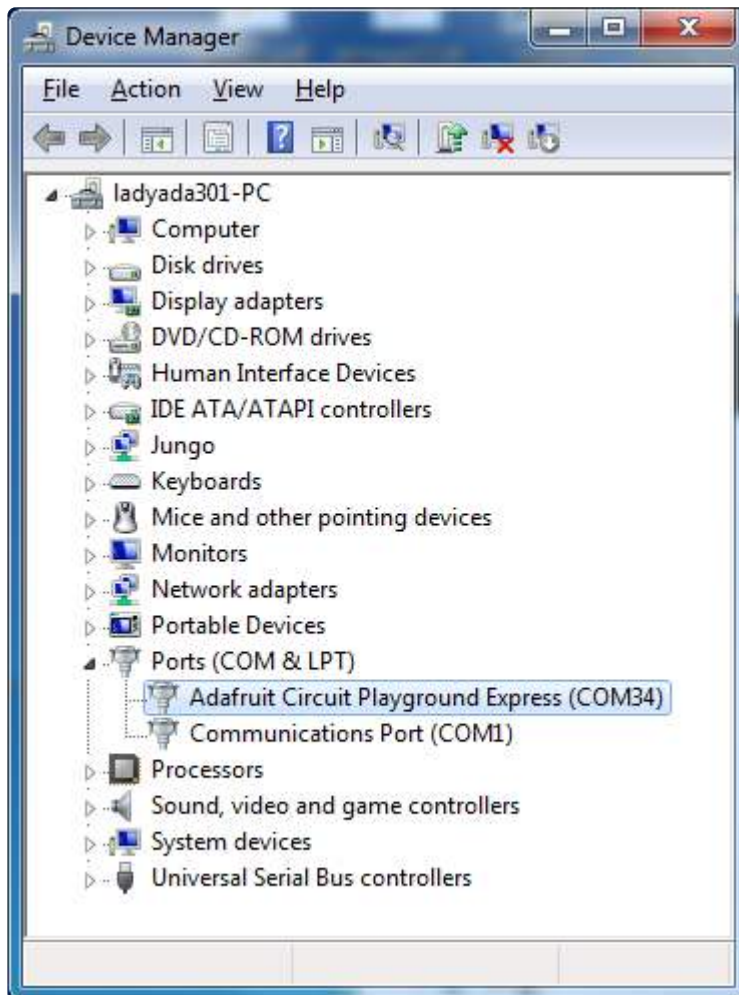 Device Manager
File Action View Help
ladyada301-PC
Computer
Disk drives
Display adapters
DVD/CD-ROM drives
Human Interface Devices
IDE ATA/ATAPI controllers
Jungo
Keyboards
Mice and other pointing devices
Monitors
Network adapters
Portable Devices
Ports (COM & LPT)
Adafruit Circuit Playground Express (COM34)
Communications Port (COM1)
Processors
Sound, video and game controllers
System devices
Universal Serial Bus controllers